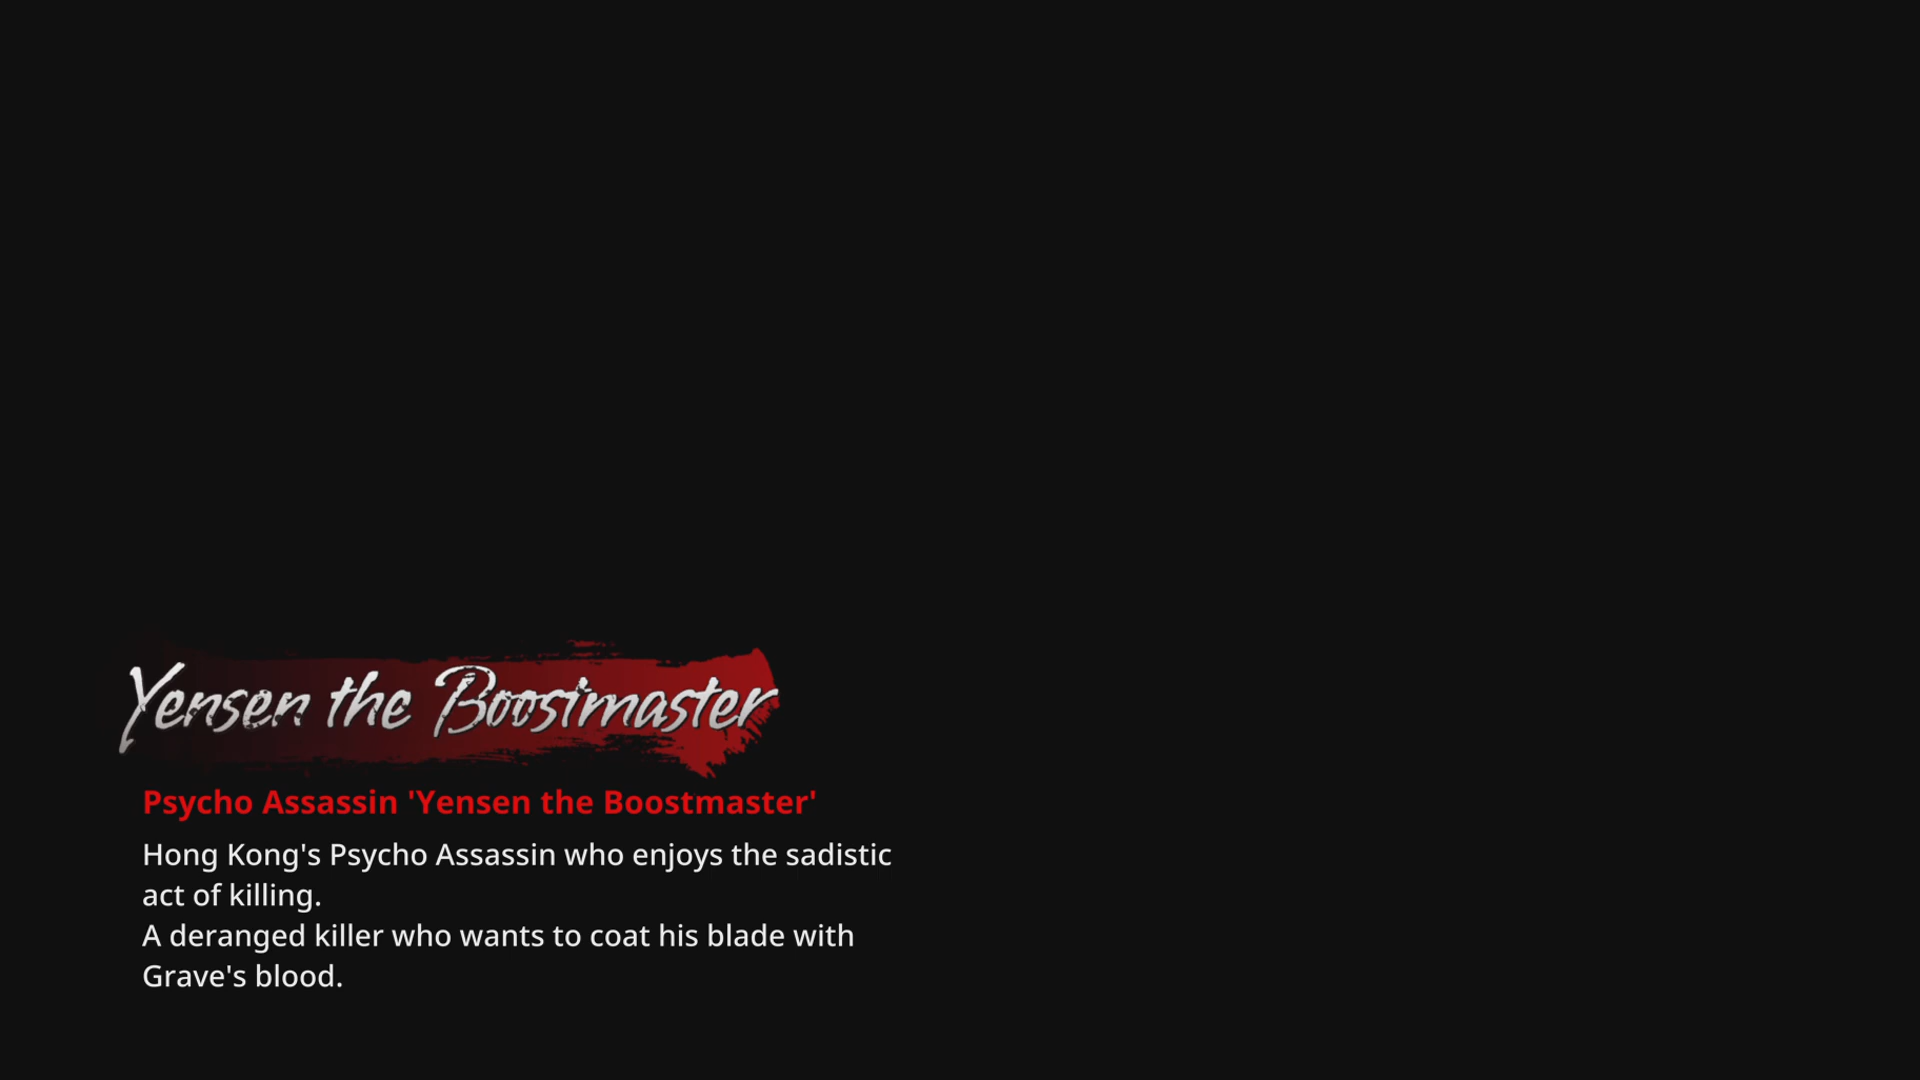 Yensen the Boostmaster
Psycho Assassin 'Yensen the Boostmaster'
Hong Kong's Psycho Assassin who enjoys the sadistic
act of killing.
A deranged killer who wants to coat his blade with
Grave's blood.